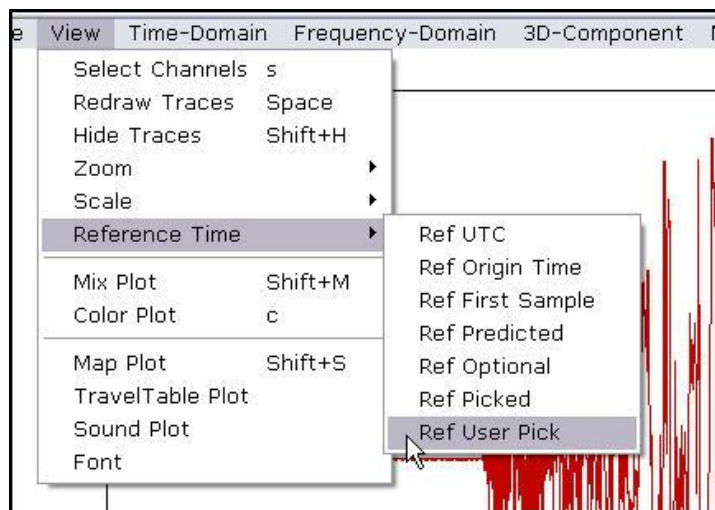 e View Time-Domain Frequency-Domain 3D-Component
Select Channels s
Redraw Traces Space
Hide Traces Shift+H
Zoom
Scale
Reference Time
Mix Plot Shift+M
Color Plot c
Map Plot Shift+S
TravelTable Plot
Sound Plot
Font
Ref UTC
Ref Origin Time
Ref First Sample
Ref Predicted
Ref Optional
Ref Picked
Ref User Pick